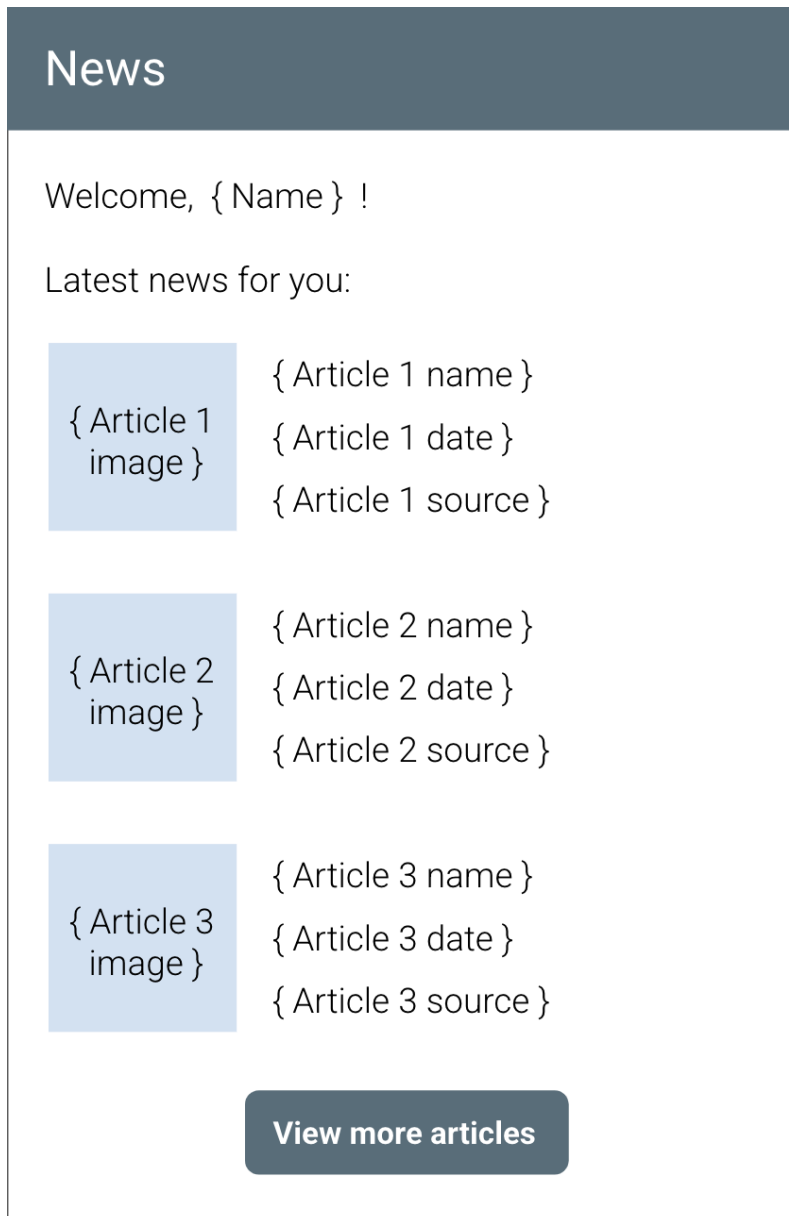 News
Welcome, { Name } !
Latest news for you:
{ Article 1
image }
{ Article 1 name }
{ Article 1 date }
{ Article 1 source }
{ Article 2
image }
{ Article 2 name }
{ Article 2 date }
{ Article 2 source }
{ Article 3
image }
{ Article 3 name }
{ Article 3 date }
{ Article 3 source }
View more articles